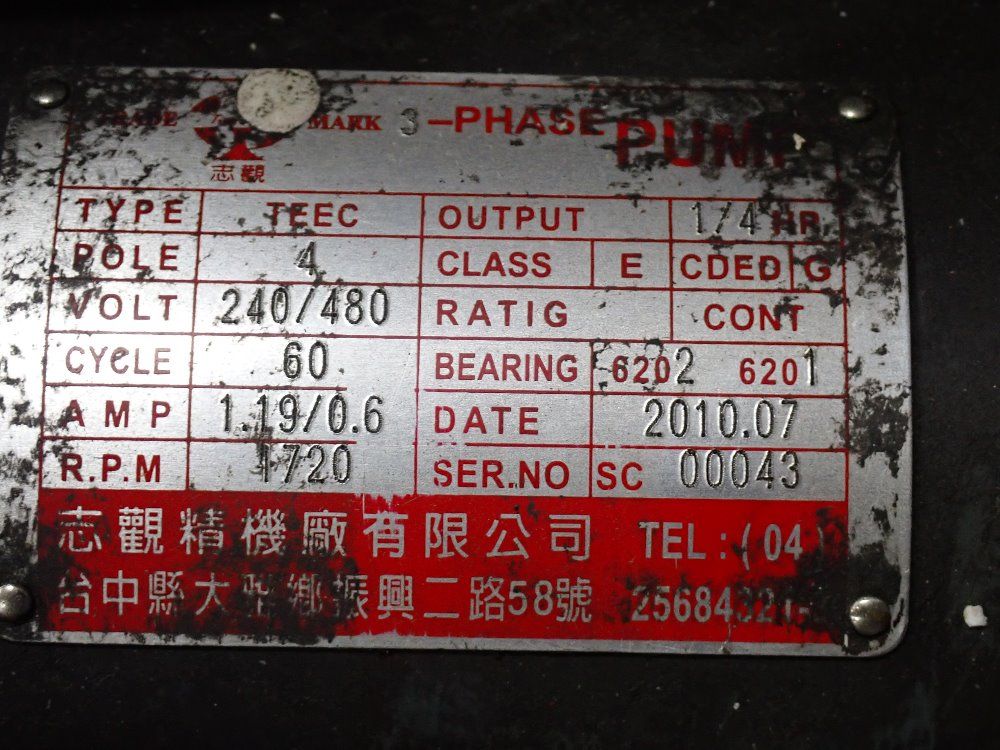 TRADE MARK 3-PHASE PUMP
志觀
TYPE TEEC OUTPUT 1/4 HP
POLE 4 CLASS E CDED G
VOLT 240/480 RATIG CONT
CYCLE 60 BEARING 6202 6201
AMP 1.19/0.6 DATE 2010.07
R.P.M 1720 SER.NO SC 00043
志觀精機廠有限公司 TEL:(04)
台中縣大雅鄉振興二路58號